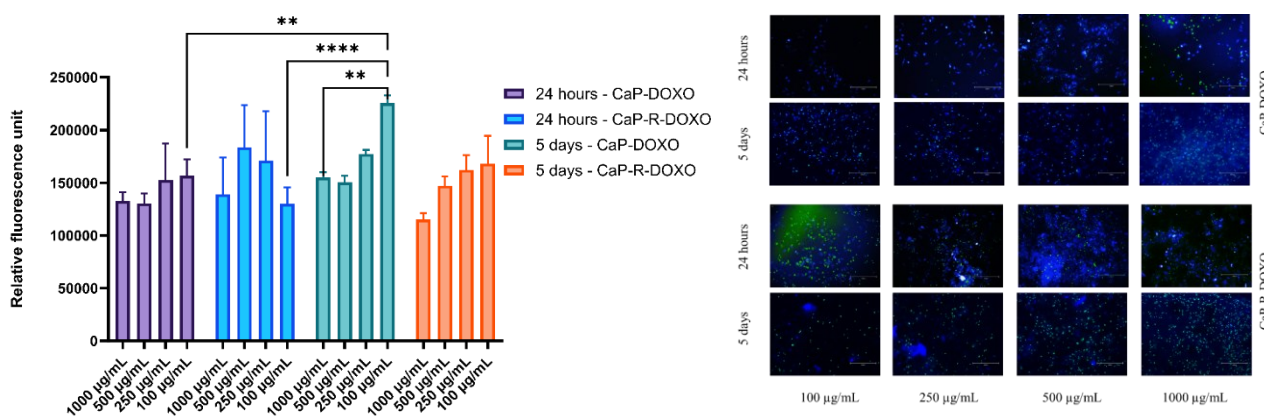 **
****
**
Relative fluorescence unit
250000
200000
150000
100000
50000
0
1000 µg/mL
500 µg/mL
250 µg/mL
100 µg/mL
1000 µg/mL
500 µg/mL
250 µg/mL
100 µg/mL
1000 µg/mL
500 µg/mL
250 µg/mL
100 µg/mL
1000 µg/mL
500 µg/mL
250 µg/mL
100 µg/mL
24 hours - CaP-DOXO
24 hours - CaP-R-DOXO
5 days - CaP-DOXO
5 days - CaP-R-DOXO
24 hours
5 days
CaP-DOXO
24 hours
5 days
CaP-R-DOXO
100 µg/mL
250 µg/mL
500 µg/mL
1000 µg/mL